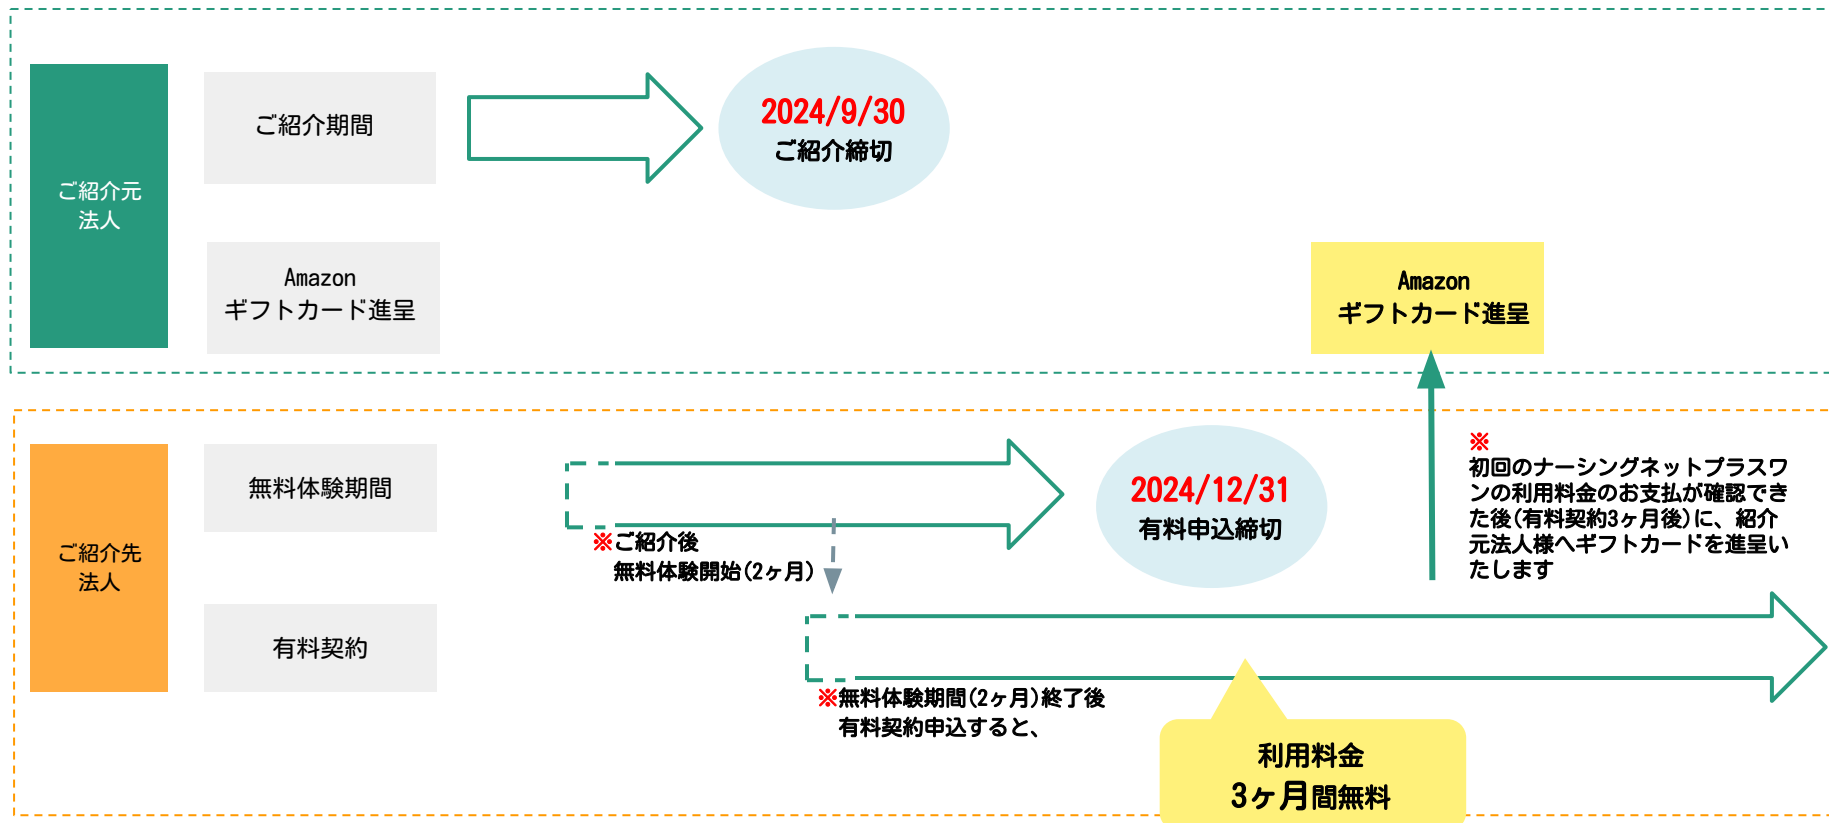 ご紹介元
法人
ご紹介期間
2024/9/30
ご紹介締切
Amazon
ギフトカード進呈
Amazon
ギフトカード進呈
ご紹介先
法人
無料体験期間
※ご紹介後
無料体験開始(2ヶ月)
2024/12/31
有料申込締切
※
初回のナーシングネットプラスワ
ンの利用料金のお支払が確認でき
た後(有料契約3ヶ月後)に、紹介
元法人様へギフトカードを進呈い
たします
有料契約
※無料体験期間(2ヶ月)終了後
有料契約申込すると、
利用料金
3ヶ月間無料